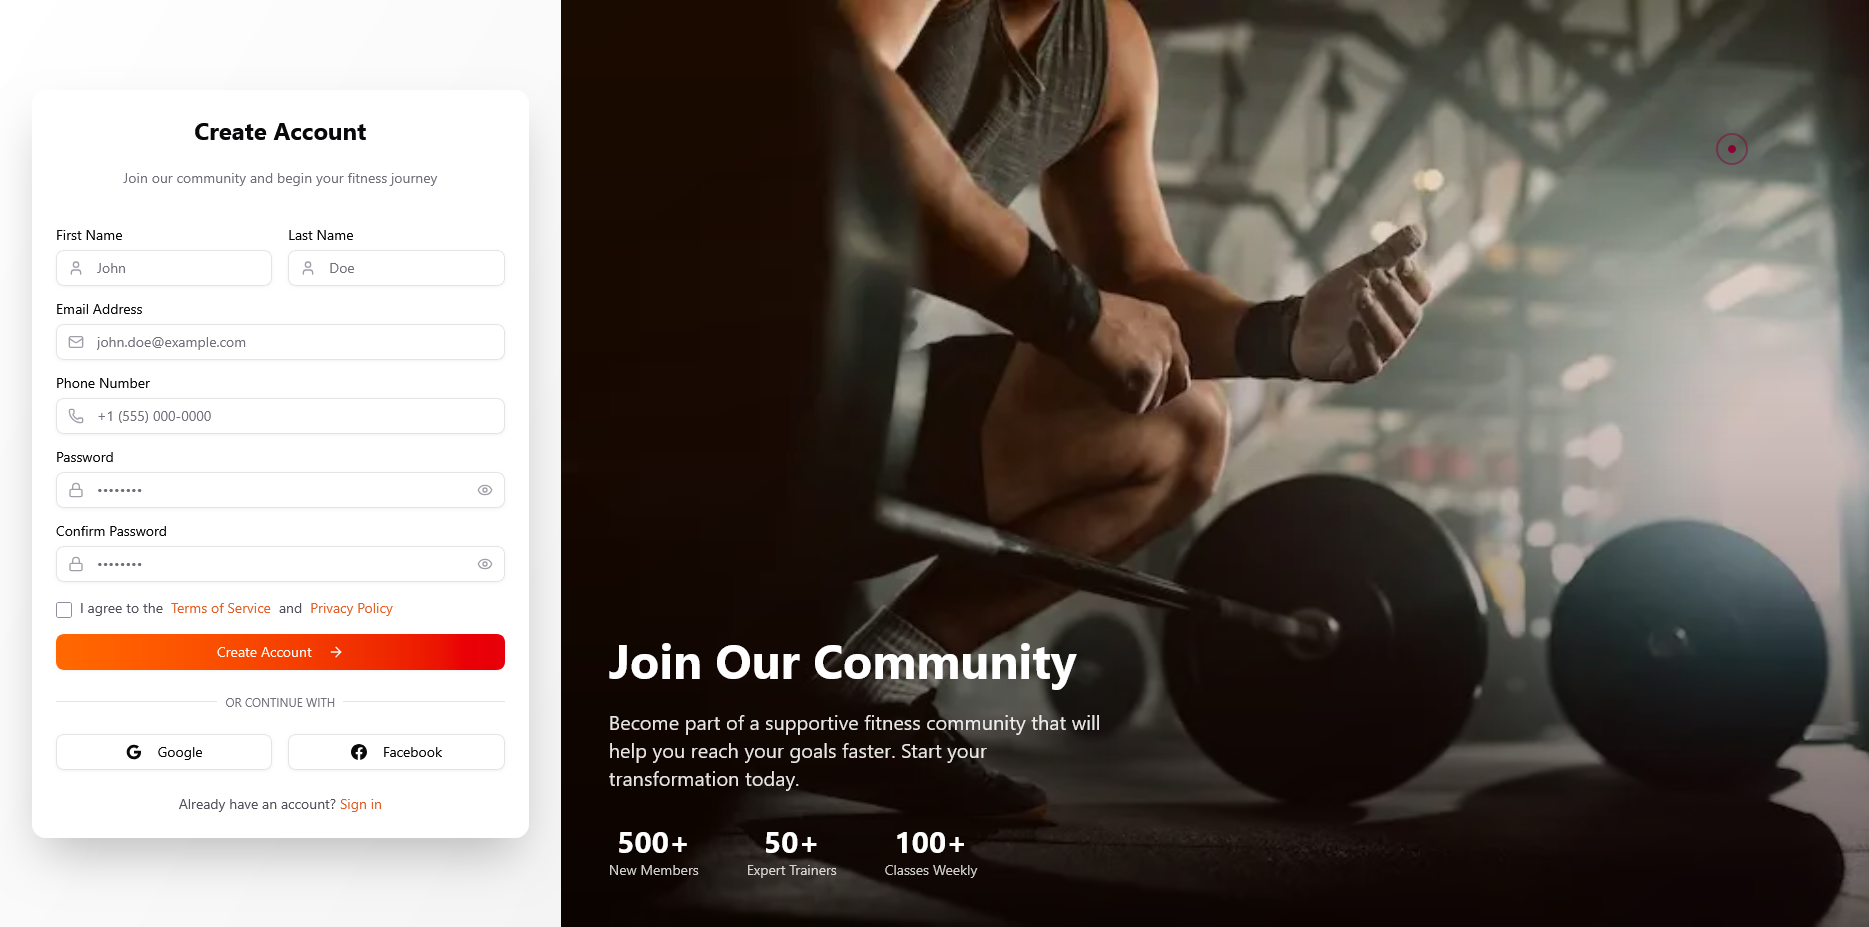 Create Account
Join our community and begin your fitness journey
First Name
Last Name
John
Doe
Email Address
john.doe@example.com
Phone Number
+1 (555) 000-0000
Password
••••••••
Confirm Password
••••••••
I agree to the Terms of Service and Privacy Policy
Create Account
OR CONTINUE WITH
Google
Facebook
Already have an account? Sign in
Join Our Community
Become part of a supportive fitness community that will
help you reach your goals faster. Start your
transformation today.
500+
New Members
50+
Expert Trainers
100+
Classes Weekly